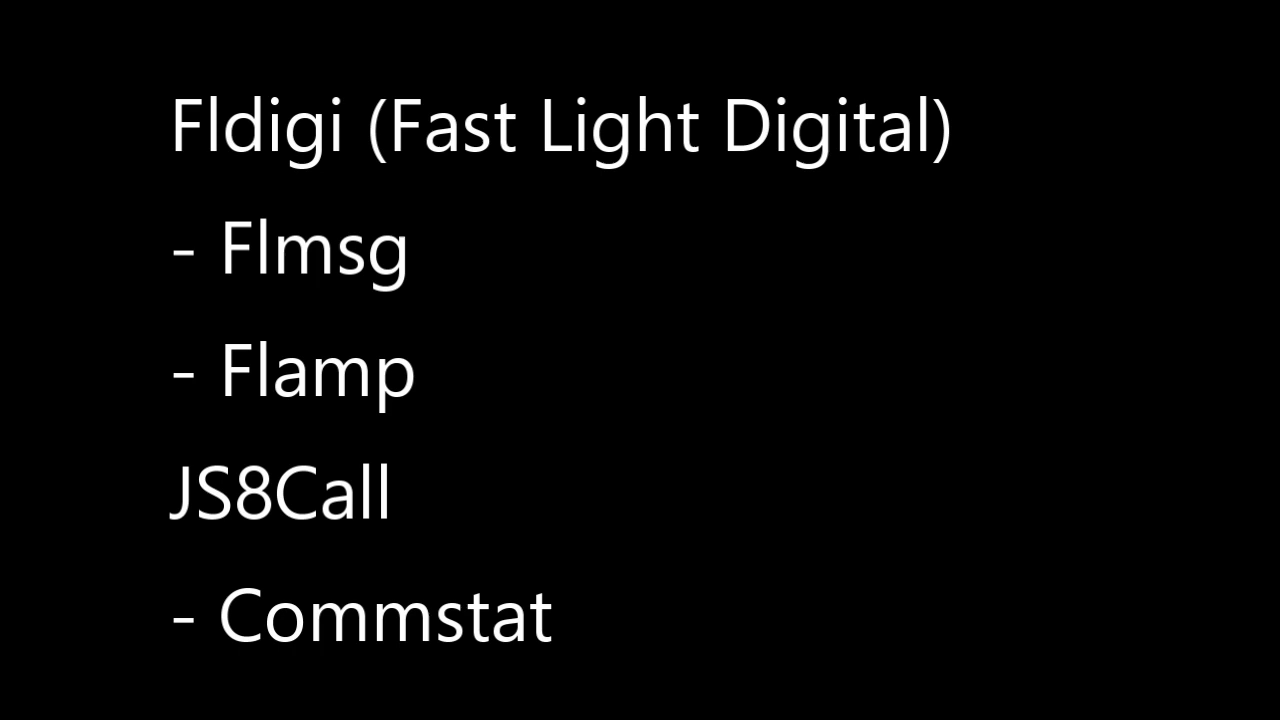 Fldigi (Fast Light Digital)
- Flmsg
- Flamp
JS8Call
- Commstat